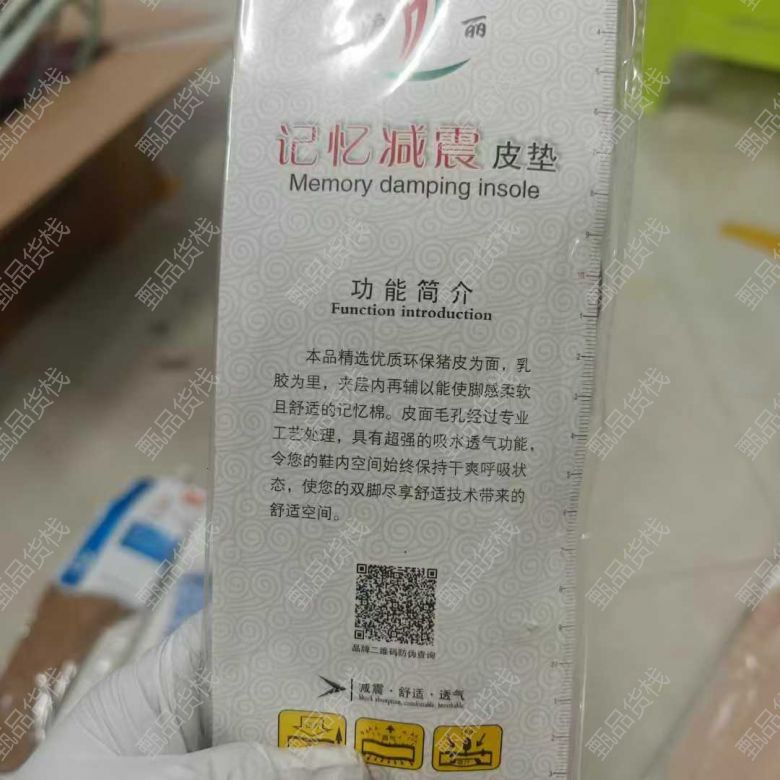 丽
记忆减震皮垫
Memory damping insole
功能简介
Function introduction
本品精选优质环保猪皮为面，乳
胶为里，夹层内再辅以能使脚感柔软
且舒适的记忆棉。皮面毛孔经过专业
工艺处理，具有超强的吸水透气功能，
令您的鞋内空间始终保持干爽呼吸状
态，使您的双脚尽享舒适技术带来的
舒适空间。
品牌二维码防伪查询
减震·舒适·透气
Shock absorption, comfortable, breathable
甄品货栈